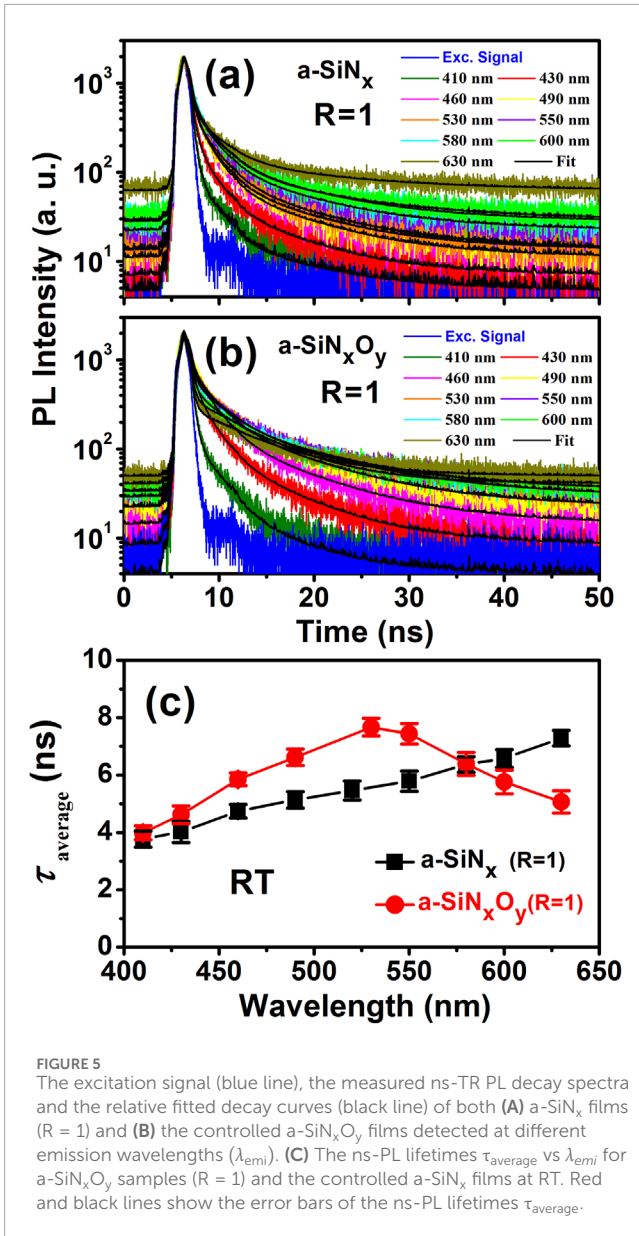 (a) a-SiNx
R=1
Exc. Signal
410 nm 430 nm
460 nm 490 nm
530 nm 550 nm
580 nm 600 nm
630 nm Fit
10³
10²
10¹
PL Intensity (a. u.)
(b) a-SiNxOy
R=1
Exc. Signal
410 nm 430 nm
460 nm 490 nm
530 nm 550 nm
580 nm 600 nm
630 nm Fit
10³
10²
10¹
0 10 20 30 40 50
Time (ns)
(c)
10
8
6
4
2
0
τ average (ns)
RT
a-SiNx (R=1)
a-SiNxOy(R=1)
400 450 500 550 600 650
Wavelength (nm)
FIGURE 5
The excitation signal (blue line), the measured ns-TR PL decay spectra
and the relative fitted decay curves (black line) of both (A) a-SiNx films
(R = 1) and (B) the controlled a-SiNxOy films detected at different
emission wavelengths (λemi). (C) The ns-PL lifetimes τaverage vs λemi for
a-SiNxOy samples (R = 1) and the controlled a-SiNx films at RT. Red
and black lines show the error bars of the ns-PL lifetimes τaverage.